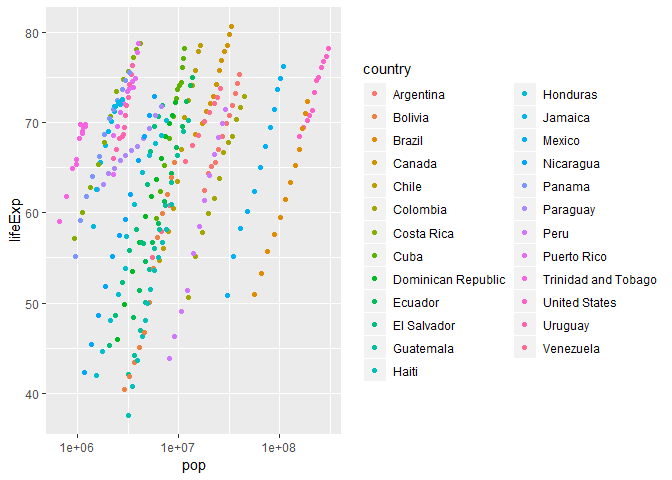 80
70
60
50
40
lifeExp
1e+06
1e+07
1e+08
pop
country
Argentina
Bolivia
Brazil
Canada
Chile
Colombia
Costa Rica
Cuba
Dominican Republic
Ecuador
El Salvador
Guatemala
Haiti
Honduras
Jamaica
Mexico
Nicaragua
Panama
Paraguay
Peru
Puerto Rico
Trinidad and Tobago
United States
Uruguay
Venezuela